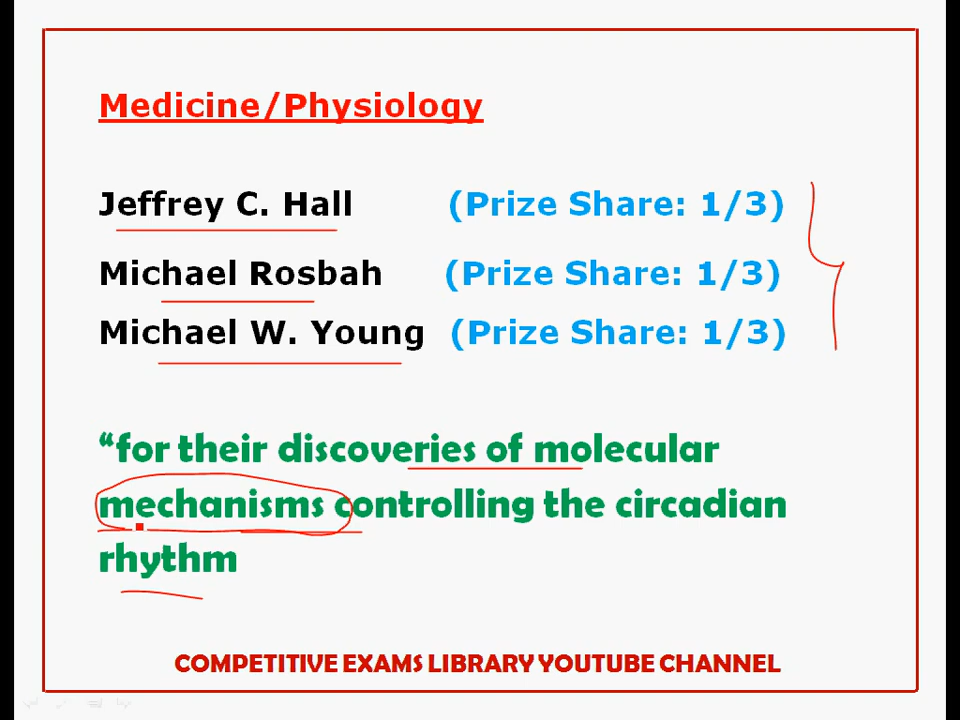 Medicine/Physiology
Jeffrey C. Hall (Prize Share: 1/3)
Michael Rosbah (Prize Share: 1/3)
Michael W. Young (Prize Share: 1/3)
“for their discoveries of molecular
mechanisms controlling the circadian
rhythm
COMPETITIVE EXAMS LIBRARY YOUTUBE CHANNEL